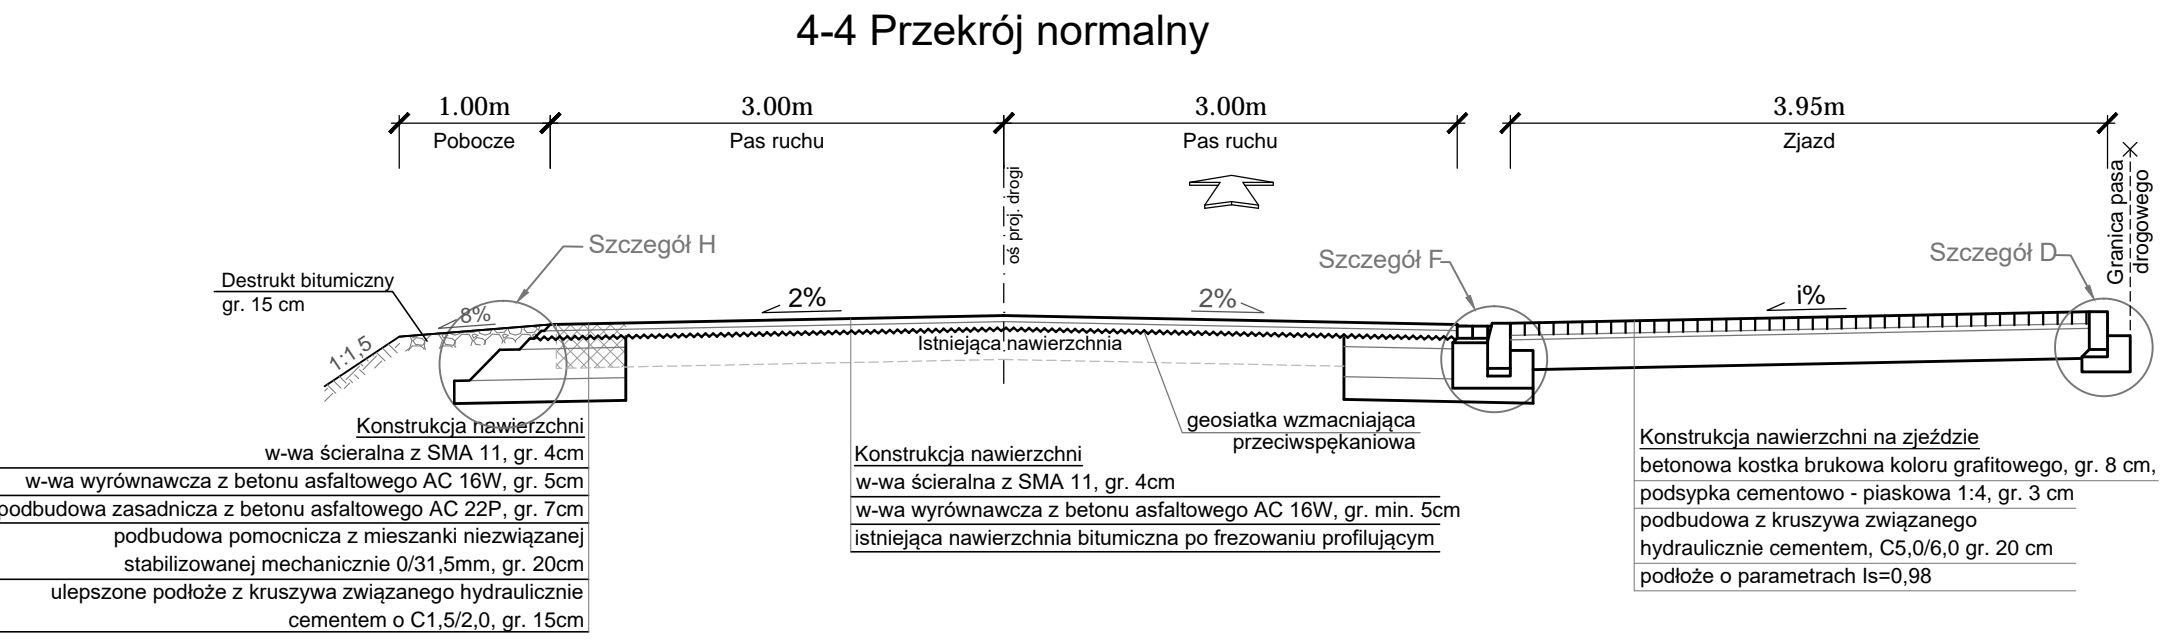 4-4 Przekrój normalny
1.00m
3.00m
3.00m
3.95m
Pobocze
Pas ruchu
Pas ruchu
Zjazd
oś proj. drogi
Granica pasa
drogowego
Szczegół H
Szczegół F
Szczegół D
Destrukt bitumiczny
gr. 15 cm
8%
2%
2%
i%
1:1,5
Istniejąca nawierzchnia
geosiatka wzmacniająca
przeciwspękaniowa
Konstrukcja nawierzchni
w-wa ścieralna z SMA 11, gr. 4cm
w-wa wyrównawcza z betonu asfaltowego AC 16W, gr. 5cm
podbudowa zasadnicza z betonu asfaltowego AC 22P, gr. 7cm
podbudowa pomocnicza z mieszanki niezwiązanej
stabilizowanej mechanicznie 0/31,5mm, gr. 20cm
ulepszone podłoże z kruszywa związanego hydraulicznie
cementem o C1,5/2,0, gr. 15cm
Konstrukcja nawierzchni
w-wa ścieralna z SMA 11, gr. 4cm
w-wa wyrównawcza z betonu asfaltowego AC 16W, gr. min. 5cm
istniejąca nawierzchnia bitumiczna po frezowaniu profilującym
Konstrukcja nawierzchni na zjeździe
betonowa kostka brukowa koloru grafitowego, gr. 8 cm,
podsypka cementowo - piaskowa 1:4, gr. 3 cm
podbudowa z kruszywa związanego
hydraulicznie cementem, C5,0/6,0 gr. 20 cm
podłoże o parametrach Is=0,98